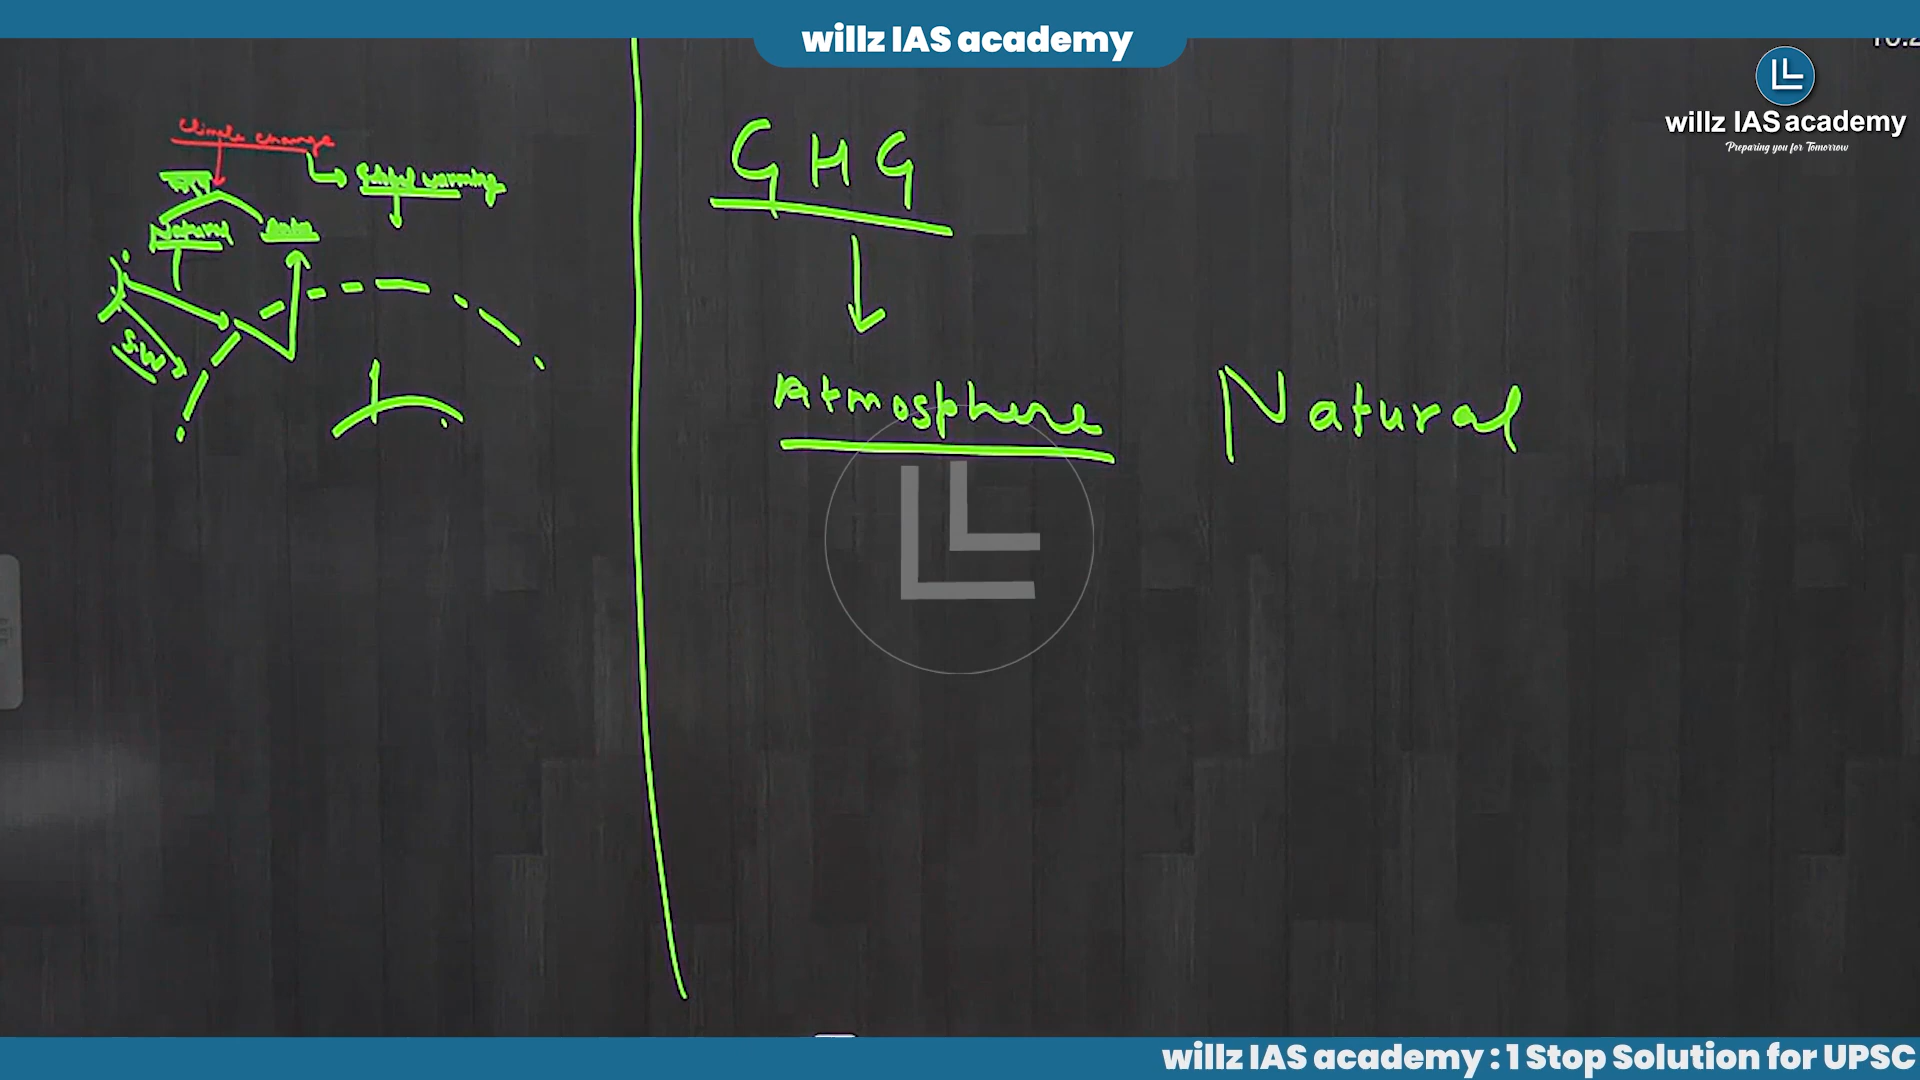 willz IAS academy
willz IAS academy
Preparing you for Tomorrow
Climate change
Global warming
Natural
S.W
GHG
Atmosphere
Natural
willz IAS academy : 1 Stop Solution for UPSC